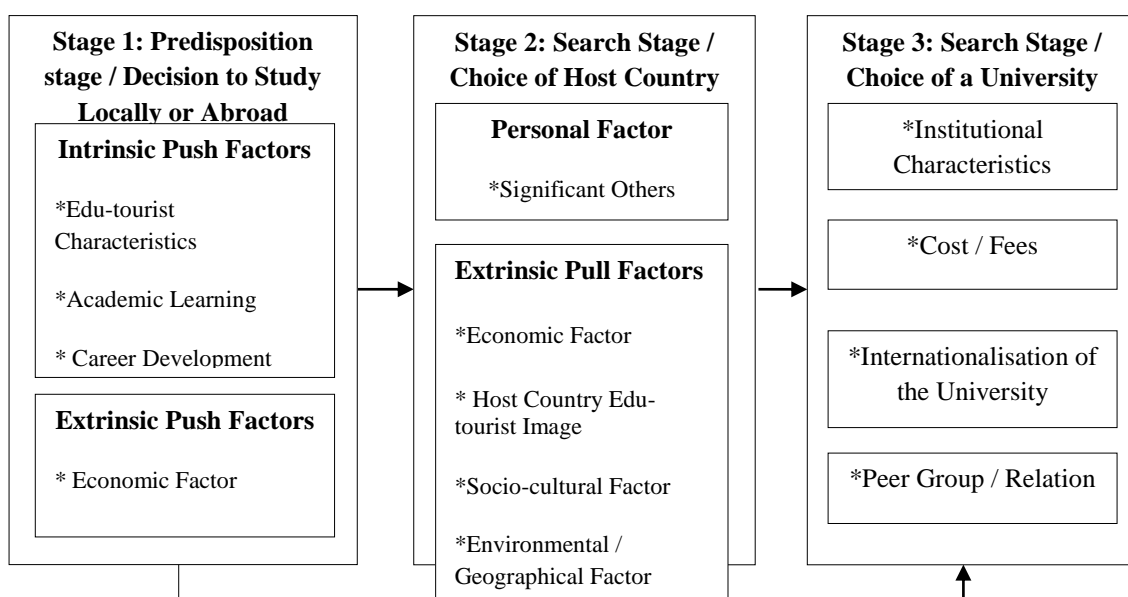 Stage 1: Predisposition
stage / Decision to Study
Locally or Abroad
Intrinsic Push Factors
*Edu-tourist
Characteristics
*Academic Learning
* Career Development
Extrinsic Push Factors
* Economic Factor
Stage 2: Search Stage /
Choice of Host Country
Personal Factor
*Significant Others
Extrinsic Pull Factors
*Economic Factor
* Host Country Edu-
tourist Image
*Socio-cultural Factor
*Environmental /
Geographical Factor
Stage 3: Search Stage /
Choice of a University
*Institutional
Characteristics
*Cost / Fees
*Internationalisation of
the University
*Peer Group / Relation